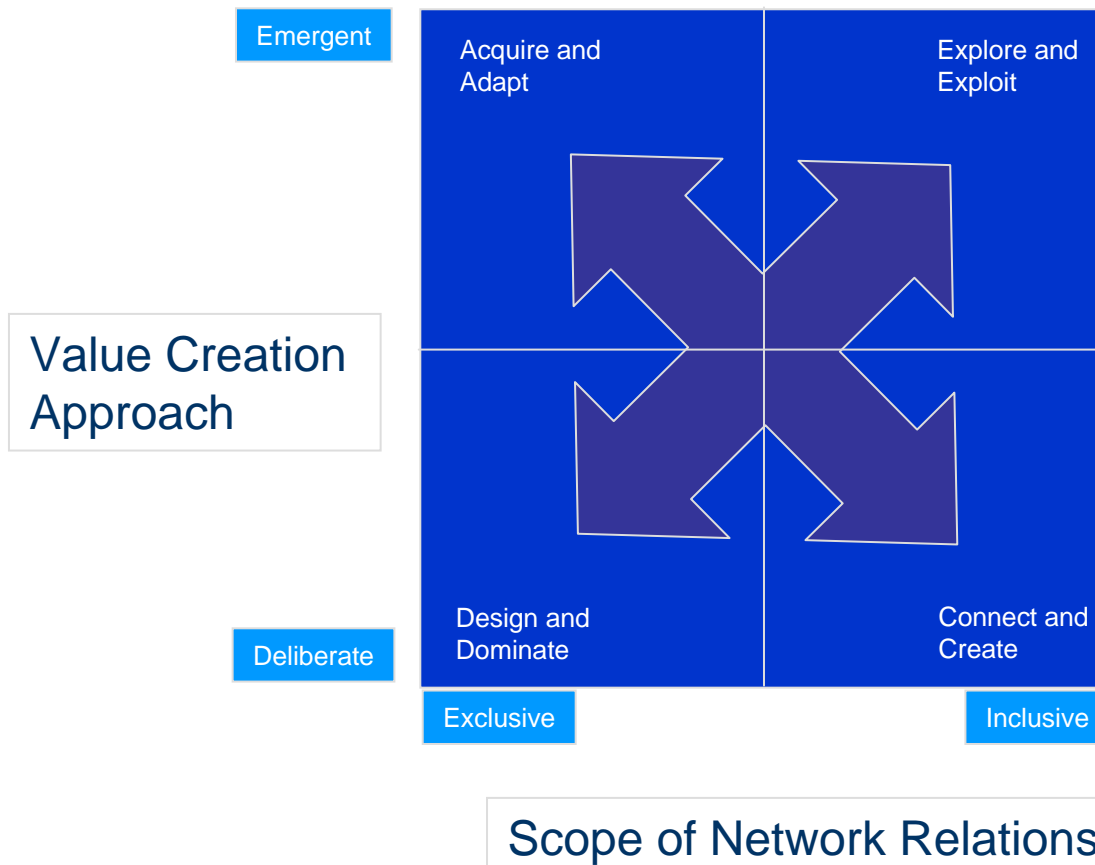 Emergent
Acquire and
Adapt
Explore and
Exploit
Value Creation
Approach
Design and
Dominate
Connect and
Create
Deliberate
Exclusive
Inclusive
Scope of Network Relations